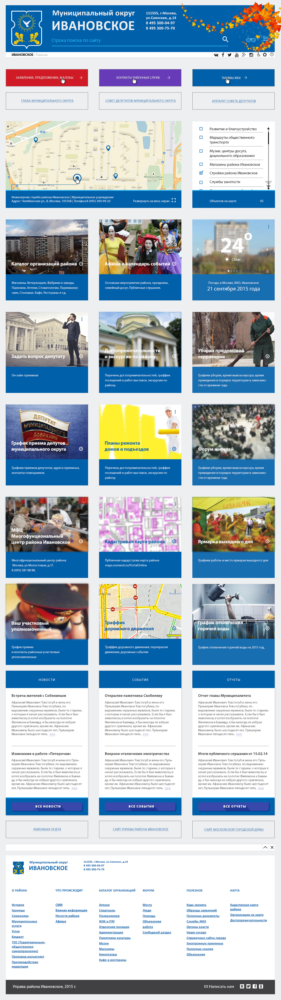 Муниципальный округ
ИВАНОВСКОЕ
111555, г.Москва,
ул.Саянская, д.14
8 495 300-04-97
8 495 300-75-70
Строка поиска по сайту
ИВАНОВСКОЕ / Главная
ЗАЯВЛЕНИЯ, ПРЕДЛОЖЕНИЯ, ЖАЛОБЫ
КОНТАКТЫ РАЙОННЫХ СЛУЖБ
ТАРИФЫ ЖКХ
ГЛАВА МУНИЦИПАЛЬНОГО ОКРУГА
СОВЕТ ДЕПУТАТОВ МУНИЦИПАЛЬНОГО ОКРУГА
АППАРАТ СОВЕТА ДЕПУТАТОВ
Школа № 905
ТЦ Саянский
Развитие и благоустройство
Маршруты общественного
транспорта
Музеи, центры досуга,
дошкольного образования
Магазины района Ивановское
Стройки района Ивановское
Службы занятости
Инженерная служба района Ивановское | Муниципальное учреждение
Адрес: Челябинская ул., 8, Москва, 105568 | Телефон:8 (495) 300-99-20
Развернуть на весь экран
Объектов на карте 93
Каталог организаций района
Магазины, Ветеренария, Фабрики и заводы,
Парковки, Аптеки, Стоматологии, Парикмахер-
ские, Столовые, Кафе, Рестораны и т.д.
Афиша и календарь событий
Основные мероприятия района, праздники,
семейный досуг, Публичные слушания.
24°
Clear
Погода, в Москве, ВАО, Ивановское
21 сентября 2015 года
Задать вопрос депутату
Он лайн приемная
Достопремечательности
и экскурсии по району
Перечень достопримечательностей, граффик
посещений и работ выставок, экскурсии по
району.
Уборка придомовой
территории
Графики уборки, время вывоза мусора, время
приведения в порядок территории в зависимо-
сти от времени года.
ДЕПУТАТ
МУНИЦИПАЛЬНОГО
СОБРАНИЯ
График приема депутов
муниципального округа
Графики приемов депутатов, адреса приемных,
контакты помощников.
Планы ремонта
домов и подъездов
Перечень достопримечательностей, граффик
посещений и работ выставок, экскурсии по
району.
Форум жителей
Графики уборки, время вывоза мусора, время
приведения в порядок территории в зависимо-
сти от времени года.
МФЦ
Многофунциональный
центр района Ивановское
Многофункциональный центр района
Москва, ул.Молостовых, д.1Г.
8 (495) 587 88 88.
Кадастровая карта района
Публичная кадарстрова карта района
maps.rosreestr.ru/PortalOnline
ЯРМАРКА
Ярмарка выходного дня
Графики работы и место ярмарки выходного дня
Ваш участковый
уполномоченный
График приема
и контакты районных участковых
уполномеченных
Траффик
дорожного движения
Траффик дорожного движения, перекрытия
движения, дорожные события
График отключения
горячей воды
График отключения горячей воды на 2015 год,
НОВОСТИ
Встреча жителей с Собяниным
Афанасий Иванович Товстогуб и жена его
Пульхерия Ивановна Товстогубиха, по
выражению окружных мужиков, были те старики,
о которых я начал рассказывать. Если бы я был
живописец и хотел изобразить на полотне
Филемона и Бавкиду, я бы никогда не избрал
другого оригинала, кроме их. Афанасию
Ивановичу было шестьдесят лет, Пульхерии
Ивановне пятьдесят пять. >>>
Изменение в работе «Пятерочки»
Афанасий Иванович Товстогуб и жена его Пуль-
херия Ивановна Товстогубиха, по выражению
окружных мужиков, были те старики, о которых я
начал рассказывать. Если бы я был живописец и
хотел изобразить на полотне Филемона и Бавки-
ду, я бы никогда не избрал другого оригинала,
кроме их. Афанасию Ивановичу было шестьдесят
лет, Пульхерии Ивановне пятьдесят пять. >>>
ВСЕ НОВОСТИ
СОБЫТИЯ
Открытие памятника Скобелеву
Афанасий Иванович Товстогуб и жена его
Пульхерия Ивановна Товстогубиха, по
выражению окружных мужиков, были те старики,
о которых я начал рассказывать. Если бы я был
живописец и хотел изобразить на полотне
Филемона и Бавкиду, я бы никогда не избрал
другого оригинала, кроме их. Афанасию
Ивановичу было шестьдесят лет, Пульхерии
Ивановне пятьдесят пять. >>>
Веерное отключение электричества
Афанасий Иванович Товстогуб и жена его Пуль-
херия Ивановна Товстогубиха, по выражению
окружных мужиков, были те старики, о которых я
начал рассказывать. Если бы я был живописец и
хотел изобразить на полотне Филемона и Бавки-
ду, я бы никогда не избрал другого оригинала,
кроме их. Афанасию Ивановичу было шестьдесят
лет, Пульхерии Ивановне пятьдесят пять. >>>
ВСЕ СОБЫТИЯ
ОТЧЕТЫ
Отчет главы Муниципалитета
Афанасий Иванович Товстогуб и жена его
Пульхерия Ивановна Товстогубиха, по
выражению окружных мужиков, были те старики,
о которых я начал рассказывать. Если бы я был
живописец и хотел изобразить на полотне
Филемона и Бавкиду, я бы никогда не избрал
другого оригинала, кроме их. Афанасию
Ивановичу было шестьдесят лет, Пульхерии
Ивановне пятьдесят пять. >>>
Итоги публичного слушания от 15.02.14
Афанасий Иванович Товстогуб и жена его Пуль-
херия Ивановна Товстогубиха, по выражению
окружных мужиков, были те старики, о которых я
начал рассказывать. Если бы я был живописец и
хотел изобразить на полотне Филемона и Бавки-
ду, я бы никогда не избрал другого оригинала,
кроме их. Афанасию Ивановичу было шестьдесят
лет, Пульхерии Ивановне пятьдесят пять. >>>
ВСЕ ОТЧЕТЫ
РАЙОННАЯ ГАЗЕТА
САЙТ УПРАВЫ РАЙОНА ИВАНОВСКОЕ
САЙТ МОСКОВСКОЙ ГОРОДСКОЙ ДУМЫ
Муниципальный округ
ИВАНОВСКОЕ
111555, г.Москва, ул.Саянская, д.14
8 495 300-04-97
8 495 300-75-70
О РАЙОНЕ
История
Границы
Символика
Муниципальные
услуги
Устав
Бюджет
ТОС (Территориально-
общественное
самоуправление)
Прокурор разъясняет
Противодействие
коррупции
ЧТО ПРОИСХОДИТ
СМИ
Важная информация
Носости района
Афиша
КАТАЛОГ ОРГАНИЗАЦИЙ
Аптеки
Спортзалы
Поликлиники
ЖЭК и РЭУ
Отделения полиции
Администрация
Памятники культуры
Музеи
Магазины
Кинотеатры
Кафе и рестораны
ФОРУМ
Места
Люди
Помощь
Объявления
работа
Свободный раздел
ПОЛЕЗНОЕ
Куда звонить
Образцы заявлений
Полезные документы
Службы ЖКХ
Органы власти
Наши соседи
Справочные сайты города
Электронные приемные
Полезные ссылки
Объявления
КАРТА
Кадастровая карта
района
Организации на карте
Достопремечательности
Управа района Ивановское, 2015 г.
Написать нам